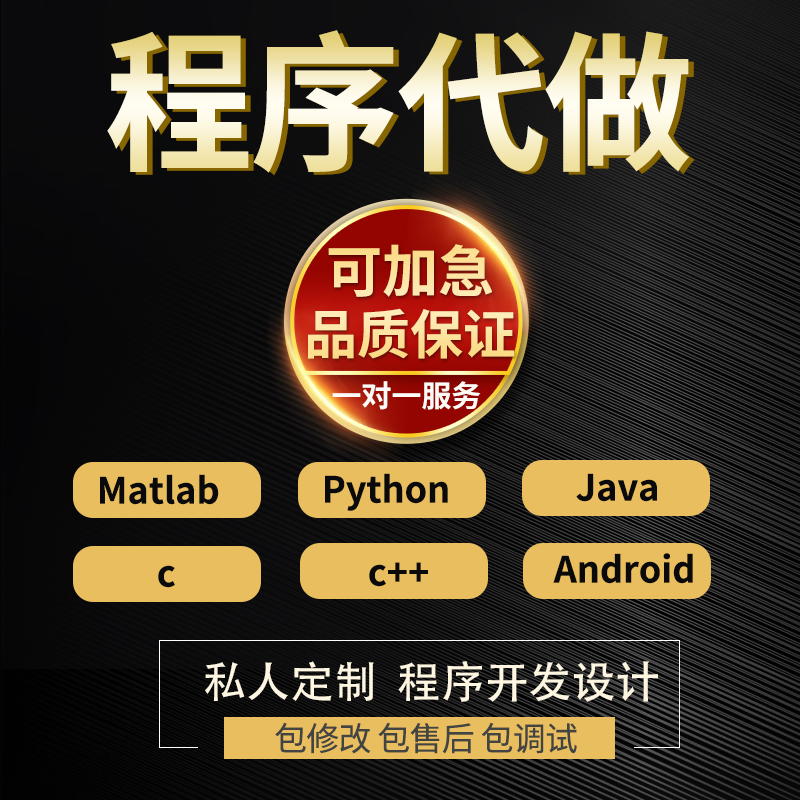 程序代做
可加急
品质保证
一对一服务
Matlab Python Java
c c++ Android
私人定制 程序开发设计
包修改 包售后 包调试